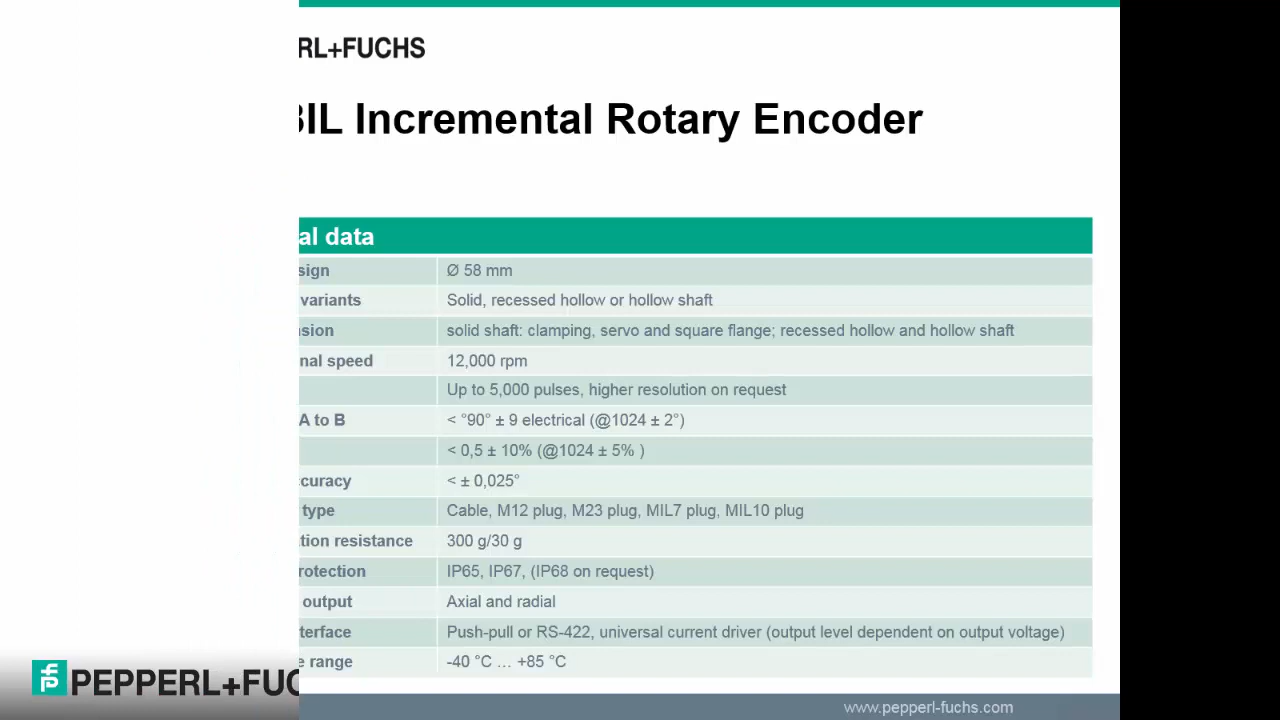 RL+FUCHS
BIL Incremental Rotary Encoder
al data
sign Ø 58 mm
variants Solid, recessed hollow or hollow shaft
nsion solid shaft: clamping, servo and square flange; recessed hollow and hollow shaft
nal speed 12,000 rpm
Up to 5,000 pulses, higher resolution on request
A to B < °90° ± 9 electrical (@1024 ± 2°)
< 0,5 ± 10% (@1024 ± 5% )
curacy < ± 0,025°
type Cable, M12 plug, M23 plug, MIL7 plug, MIL10 plug
tion resistance 300 g/30 g
rotection IP65, IP67, (IP68 on request)
output Axial and radial
terface Push-pull or RS-422, universal current driver (output level dependent on output voltage)
e range -40 °C … +85 °C
PEPPERL+FUC
www.pepperl-fuchs.com